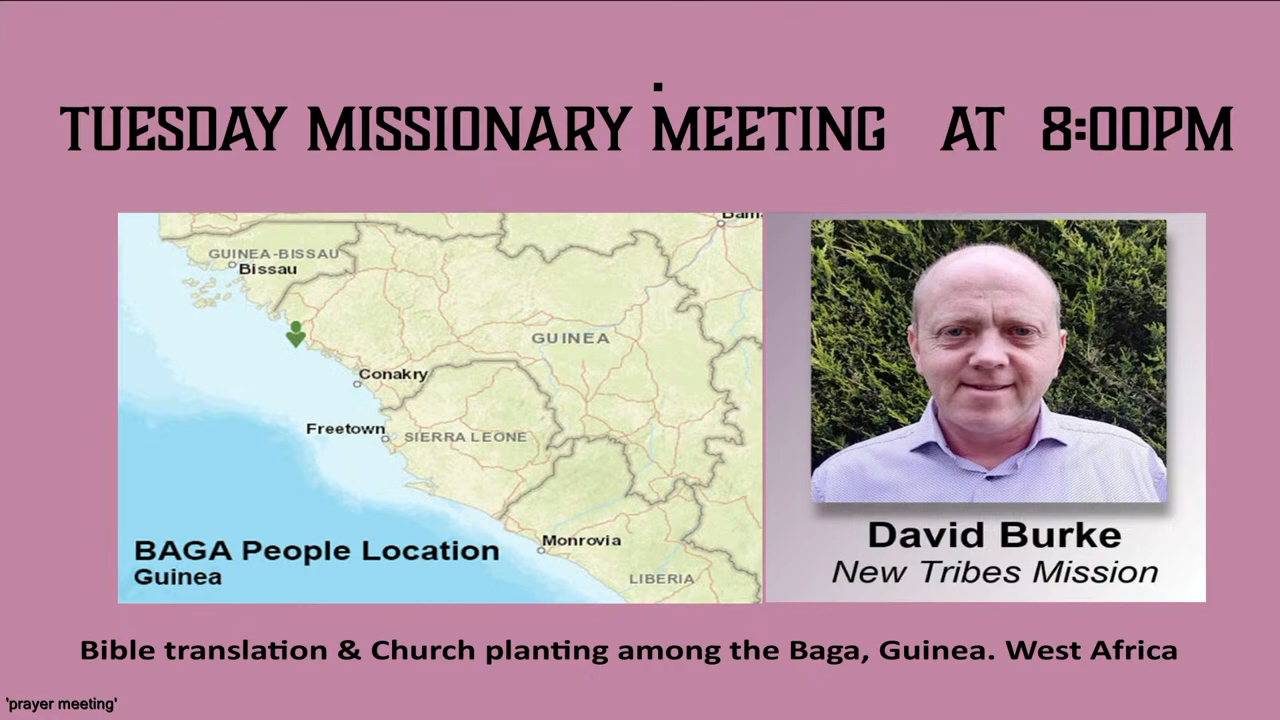 TUESDAY MISSIONARY MEETING AT 8:00PM
GUINEA-BISSAU
Bissau
GUINEA
Conakry
Freetown
SIERRA LEONE
Monrovia
LIBERIA
BAGA People Location
Guinea
David Burke
New Tribes Mission
Bible translation & Church planting among the Baga, Guinea. West Africa
'prayer meeting'